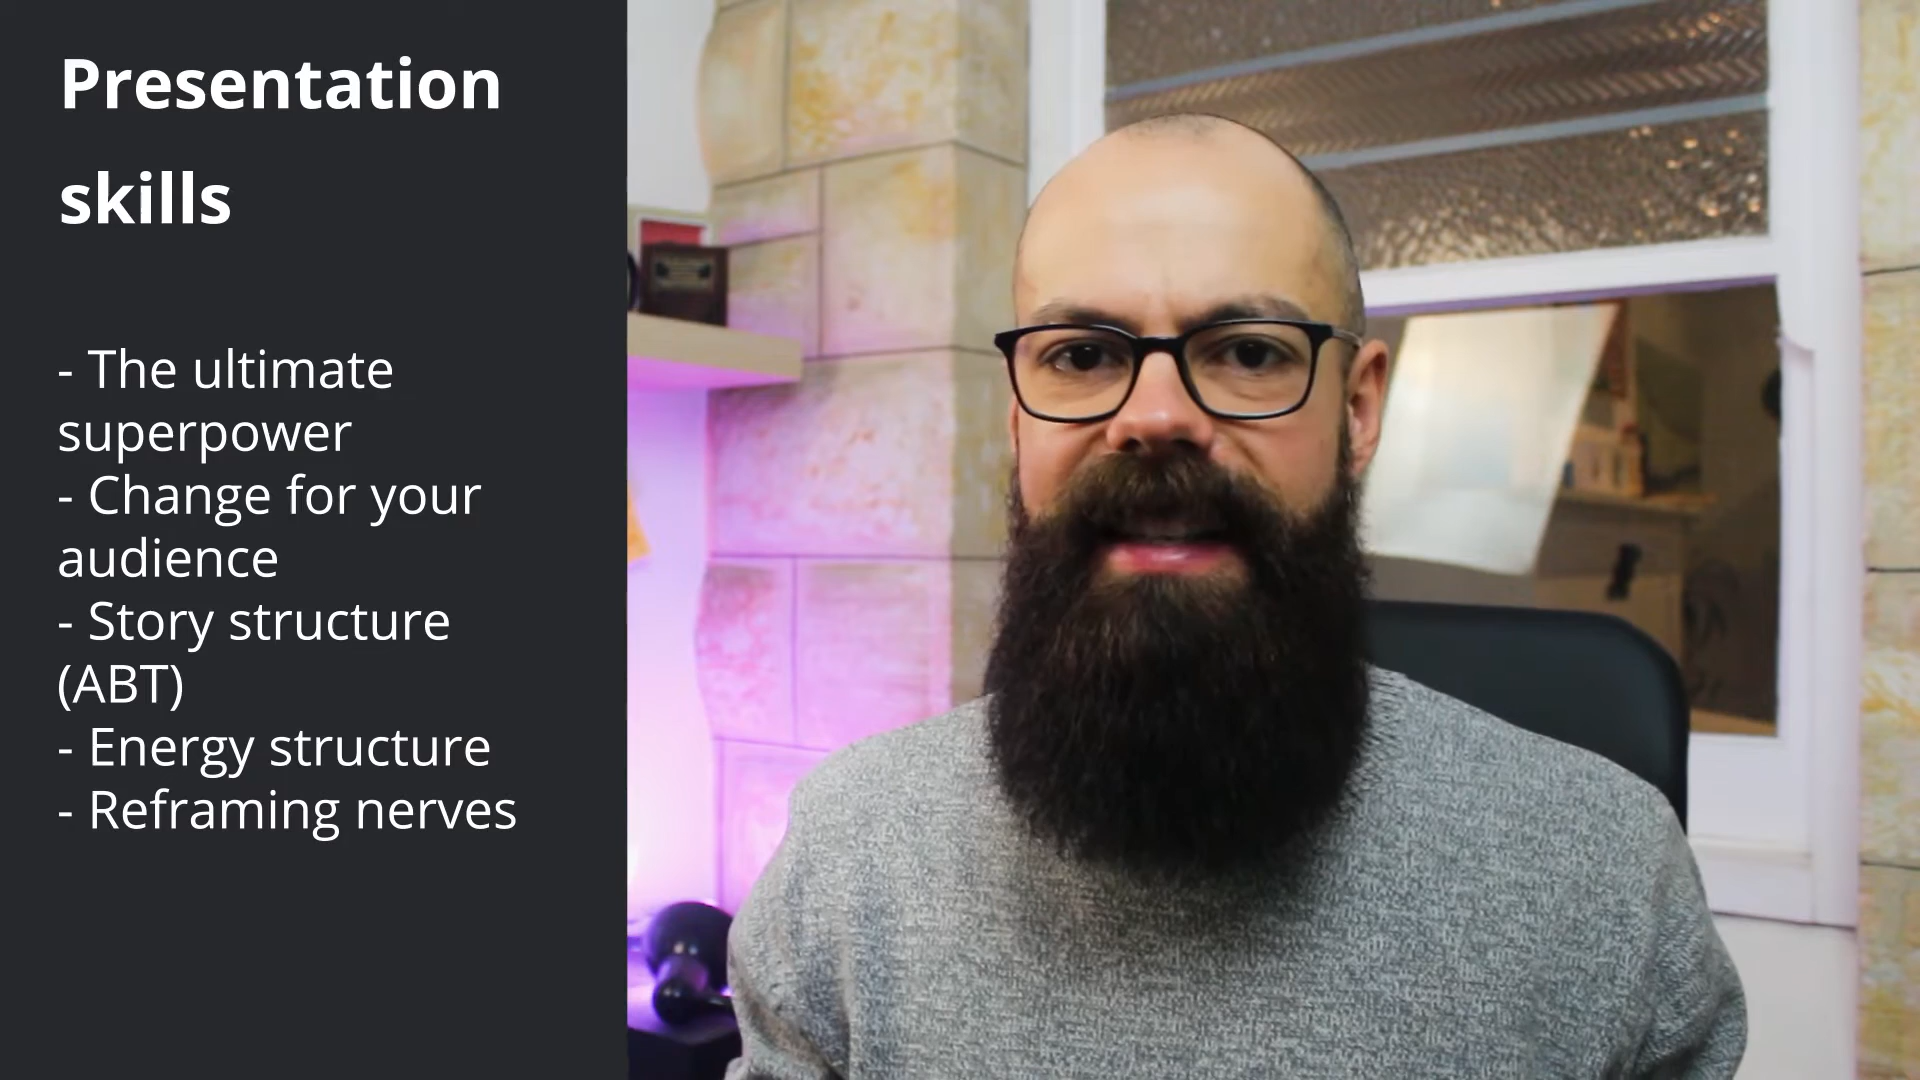 Presentation
skills
- The ultimate
superpower
- Change for your
audience
- Story structure
(ABT)
- Energy structure
- Reframing nerves